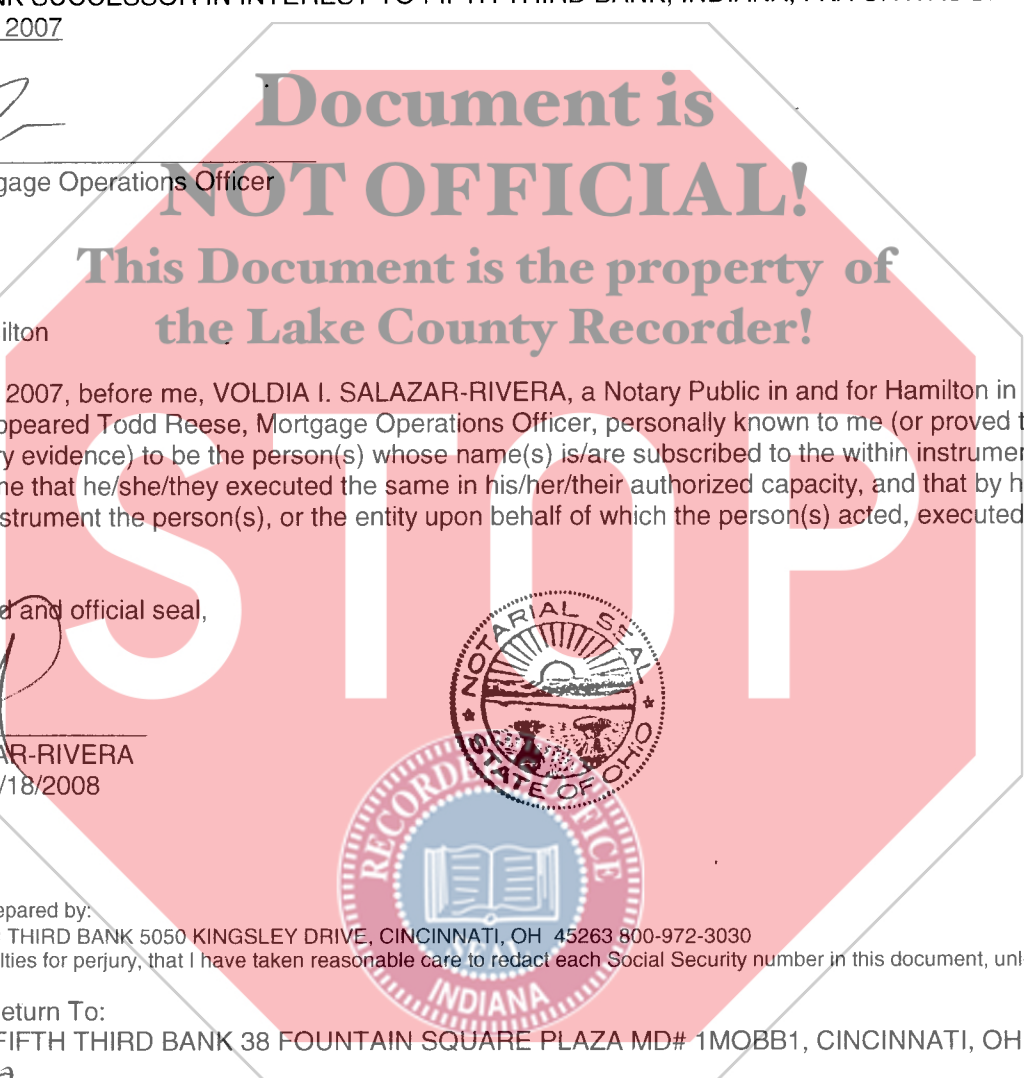 2007
Document is
NOT OFFICIAL!
gage Operations Officer
This Document is the property of
the Lake County Recorder!
ilton
2007, before me, VOLDIA I. SALAZAR-RIVERA, a Notary Public in and for Hamilton in
ppeared Todd Reese, Mortgage Operations Officer, personally known to me (or proved t
ry evidence) to be the person(s) whose name(s) is/are subscribed to the within instrumen
ne that he/she/they executed the same in his/her/their authorized capacity, and that by h
strument the person(s), or the entity upon behalf of which the person(s) acted, executed
STOP
d and official seal,
NOTARIAL SEAL
STATE OF OHIO
AR-RIVERA
/18/2008
RECORDER'S OFFICE
SEAL
INDIANA
epared by:
THIRD BANK 5050 KINGSLEY DRIVE, CINCINNATI, OH 45263 800-972-3030
lties for perjury, that I have taken reasonable care to redact each Social Security number in this document, unl
eturn To:
FIFTH THIRD BANK 38 FOUNTAIN SQUARE PLAZA MD# 1MOBB1, CINCINNATI, OH